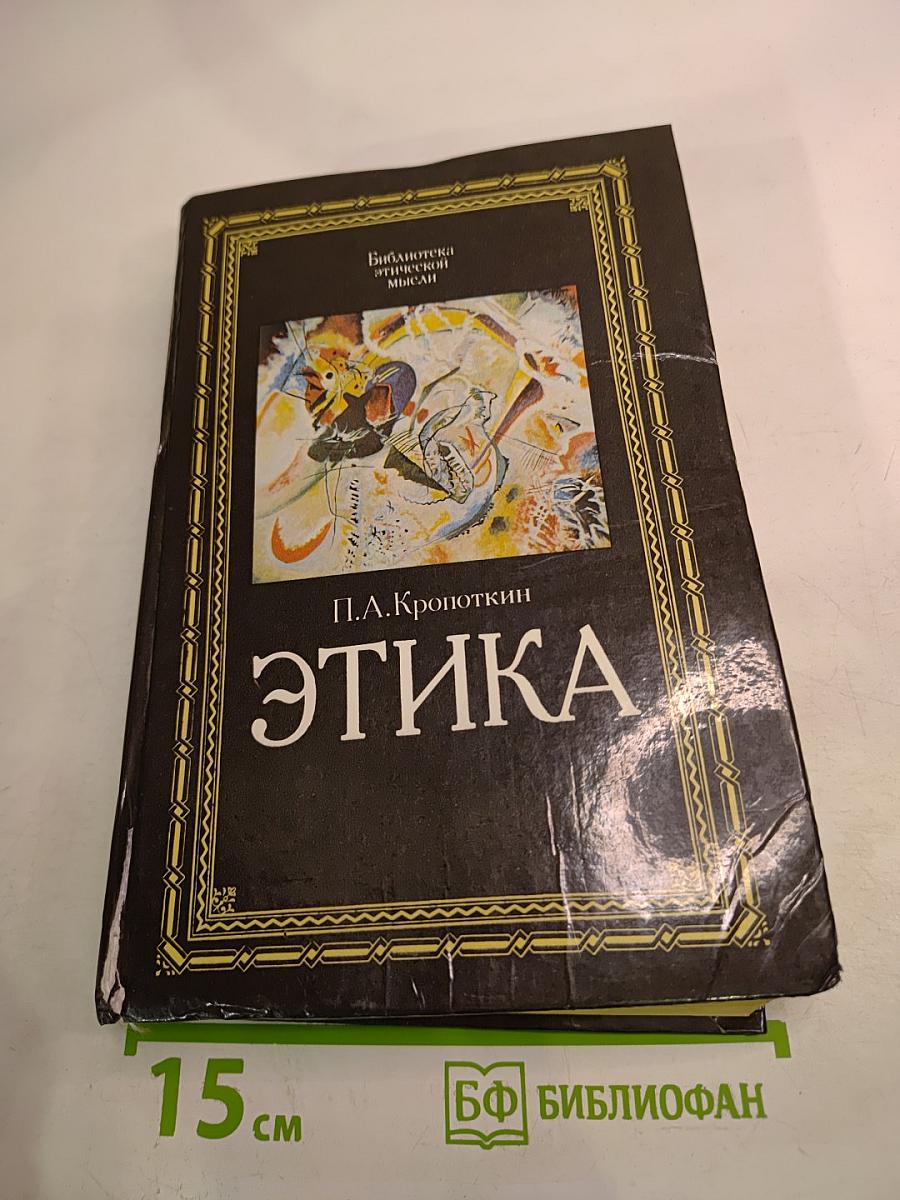 Библиотека
этической
мысли
П.А.Кропоткин
ЭТИКА
15 см
БФ БИБЛИОФАН